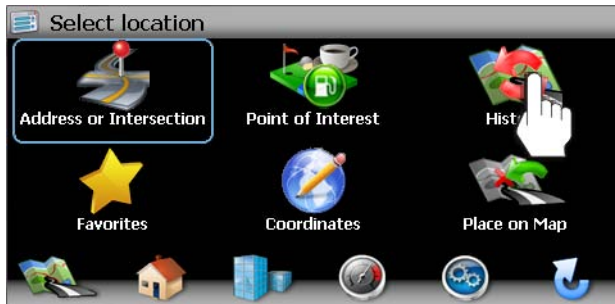 Select location
Address or Intersection
Point of Interest
Favorites
Coordinates
Place on Map